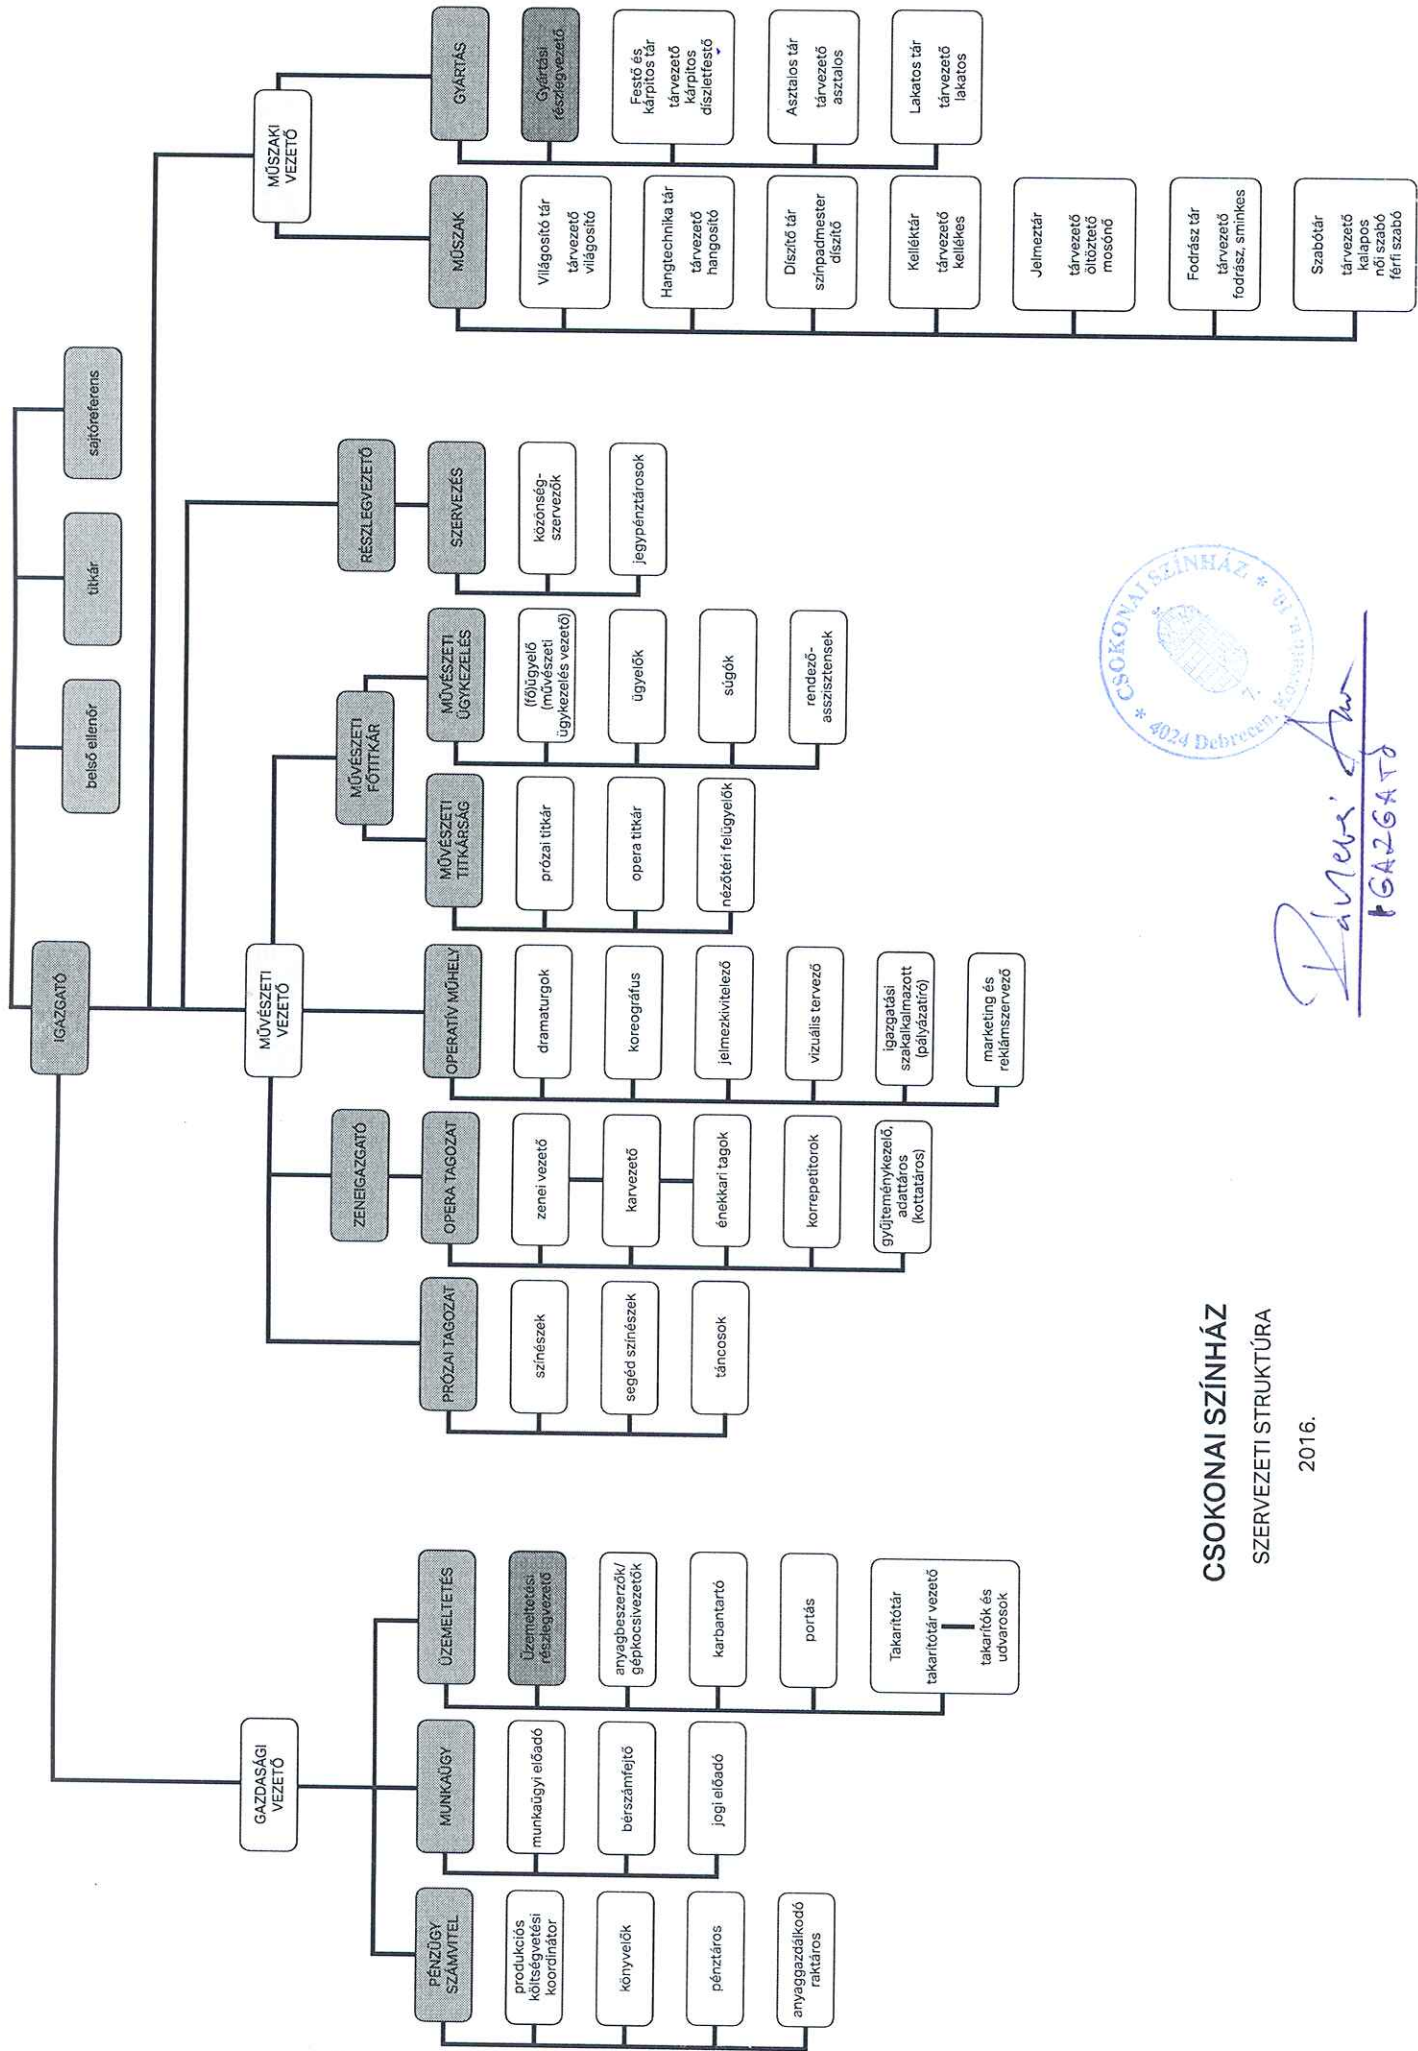 IGAZGATÓ
belső ellenőr
titkár
sajtóreferens
GAZDASÁGI
VEZETŐ
PÉNZÜGY
SZÁMVITEL
produkciós
költségvetési
koordinátor
könyvelők
pénztáros
anyaggazdálkodó
raktáros
MUNKAÜGY
munkaügyi előadó
bérszámfejtő
jogi előadó
ÜZEMELTETÉS
Üzemeltetési
részlegvezető
anyagbeszerzők/
gépkocsivezetők
karbantartó
portás
Takarítótár
takarítótár vezető
takarítók és
udvarosok
MŰVÉSZETI
VEZETŐ
PRÓZAI TAGOZAT
színészek
segéd színészek
táncosok
ZENEIGAZGATÓ
OPERA TAGOZAT
zenei vezető
karvezető
énekkari tagok
korrepetitorok
gyűjteménykezelő,
adattáros
(kottatáros)
OPERATÍV MŰHELY
dramaturgok
koreográfus
jelmezkivitelező
vizuális tervező
igazgatási
szakalkalmazott
(pályázatíró)
marketing és
reklámszervező
MŰVÉSZETI
FŐTITKÁR
MŰVÉSZETI
TITKÁRSÁG
prózai titkár
opera titkár
nézőtéri felügyelők
MŰVÉSZETI
ÜGYKEZELÉS
(fő)ügyelő
(művészeti
ügykezelés vezető)
ügyelők
súgók
rendező-
asszisztensek
RÉSZLEGVEZETŐ
SZERVEZÉS
közönség-
szervezők
jegypénztárosok
MŰSZAKI
VEZETŐ
MŰSZAK
Világosító tár
tárvezető
világosító
Hangtechnika tár
tárvezető
hangosító
Díszítő tár
színpadmester
díszítő
Kelléktár
tárvezető
kellékes
Jelmeztár
tárvezető
öltöztető
mosónő
Fodrász tár
tárvezető
fodrász, sminkes
Szabótár
tárvezető
kalapos
női szabó
férfi szabó
GYÁRTÁS
Gyártási
részlegvezető
Festő és
kárpitos tár
tárvezető
kárpitos
díszletfestő
Asztalos tár
tárvezető
asztalos
Lakatos tár
tárvezető
lakatos
CSOKONAI SZÍNHÁZ
SZERVEZETI STRUKTÚRA
2016.
* CSOKONAI SZÍNHÁZ *
4024 Debrecen, Kossuth u. 10.
7.
IGAZGATÓ